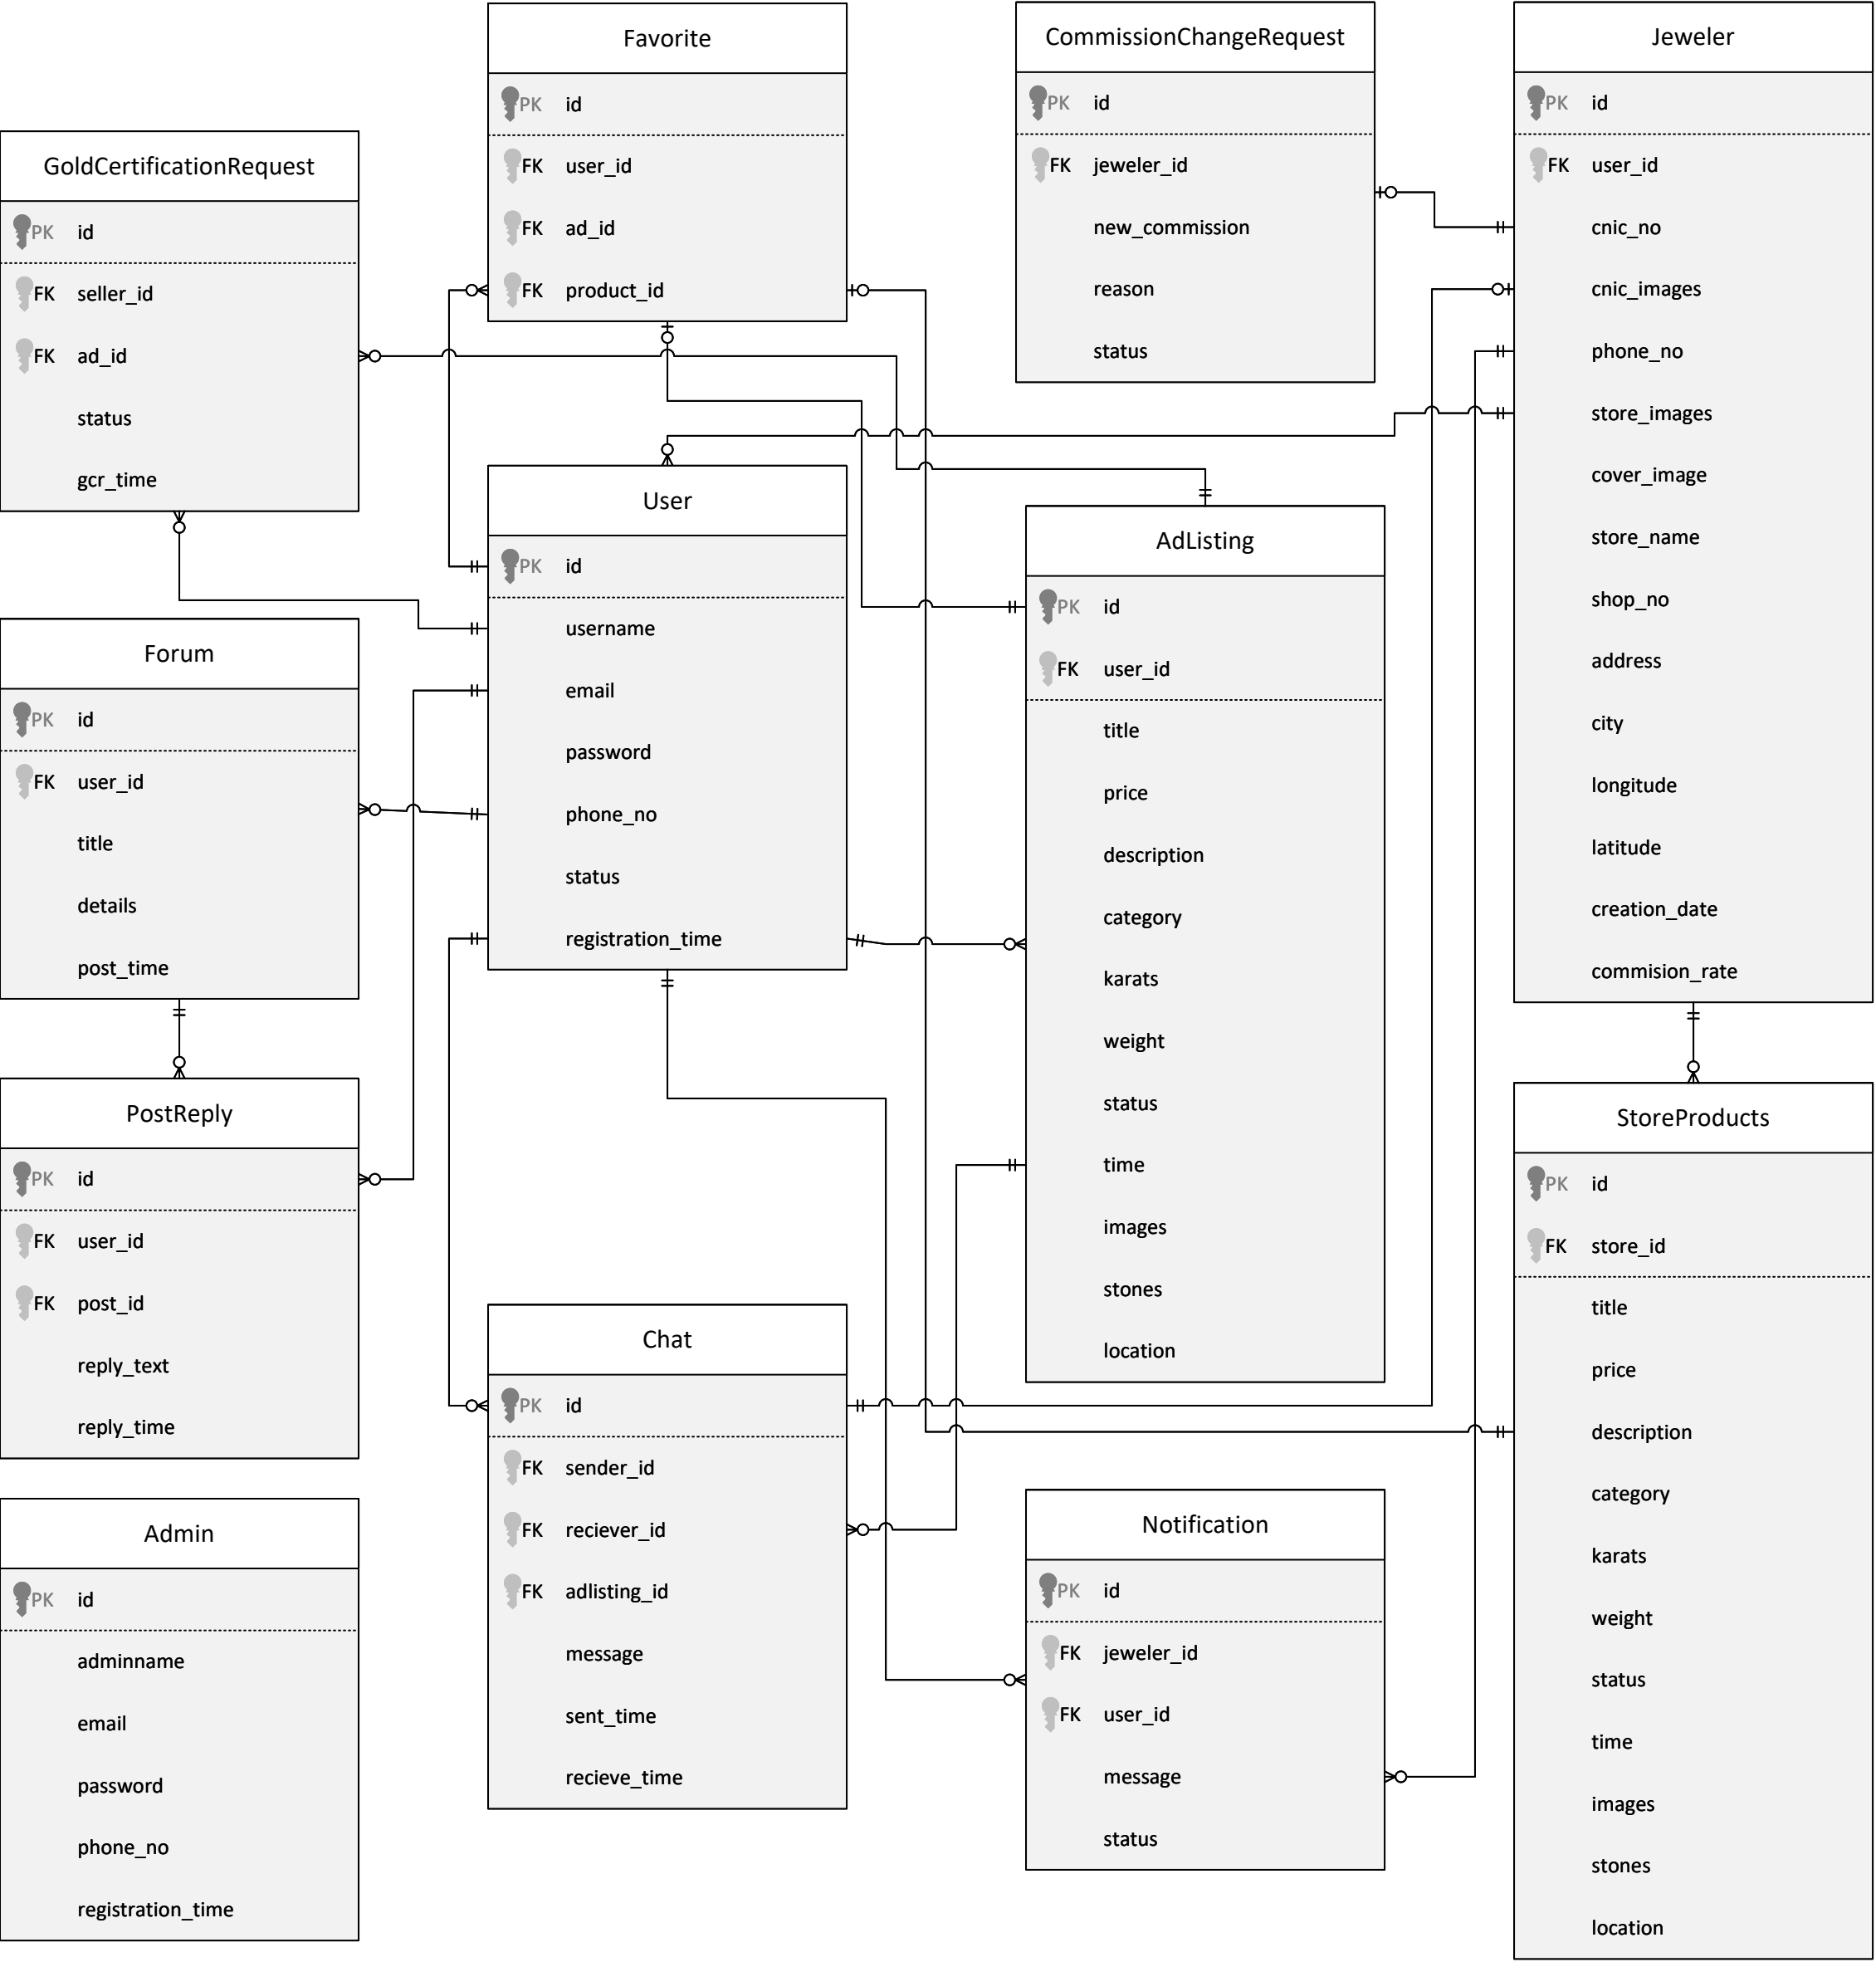 Favorite
PK id
FK user_id
FK ad_id
FK product_id
CommissionChangeRequest
PK id
FK jeweler_id
new_commission
reason
status
Jeweler
PK id
FK user_id
cnic_no
cnic_images
phone_no
store_images
cover_image
store_name
shop_no
address
city
longitude
latitude
creation_date
commision_rate
GoldCertificationRequest
PK id
FK seller_id
FK ad_id
status
gcr_time
User
PK id
username
email
password
phone_no
status
registration_time
AdListing
PK id
FK user_id
title
price
description
category
karats
weight
status
time
images
stones
location
Forum
PK id
FK user_id
title
details
post_time
PostReply
PK id
FK user_id
FK post_id
reply_text
reply_time
StoreProducts
PK id
FK store_id
title
price
description
category
karats
weight
status
time
images
stones
location
Chat
PK id
FK sender_id
FK reciever_id
FK adlisting_id
message
sent_time
recieve_time
Notification
PK id
FK jeweler_id
FK user_id
message
status
Admin
PK id
adminname
email
password
phone_no
registration_time